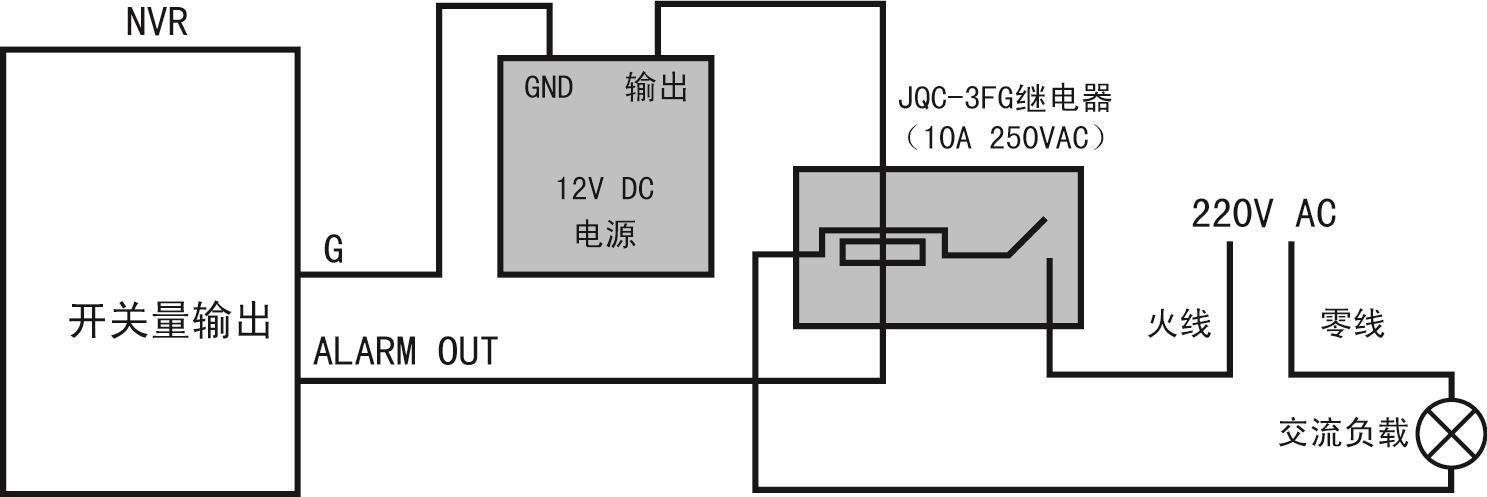 NVR
开关量输出
G
ALARM OUT
GND 输出
12V DC
电源
JQC-3FG继电器
（10A 250VAC）
220V AC
火线
零线
交流负载